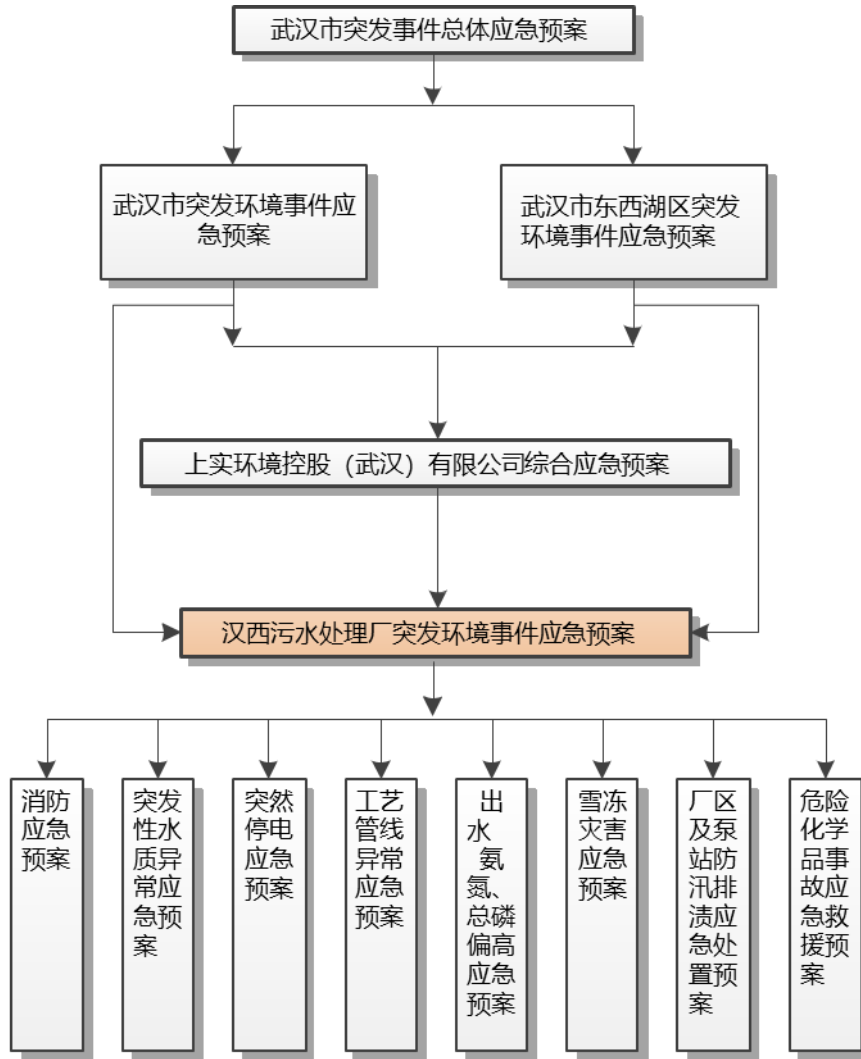 武汉市突发事件总体应急预案
武汉市突发环境事件应
急预案
武汉市东西湖区突发
环境事件应急预案
上实环境控股（武汉）有限公司综合应急预案
汉西污水处理厂突发环境事件应急预案
消防
应急
预案
突发
性水
质异
常应
急预
案
突然
停电
应急
预案
工艺
管线
异常
应急
预案
出
水
氨
氮、
总磷
偏高
应急
预案
雪冻
灾害
应急
预案
厂区
及泵
站防
汛排
渍应
急处
置预
案
危险
化学
品事
故应
急救
援预
案